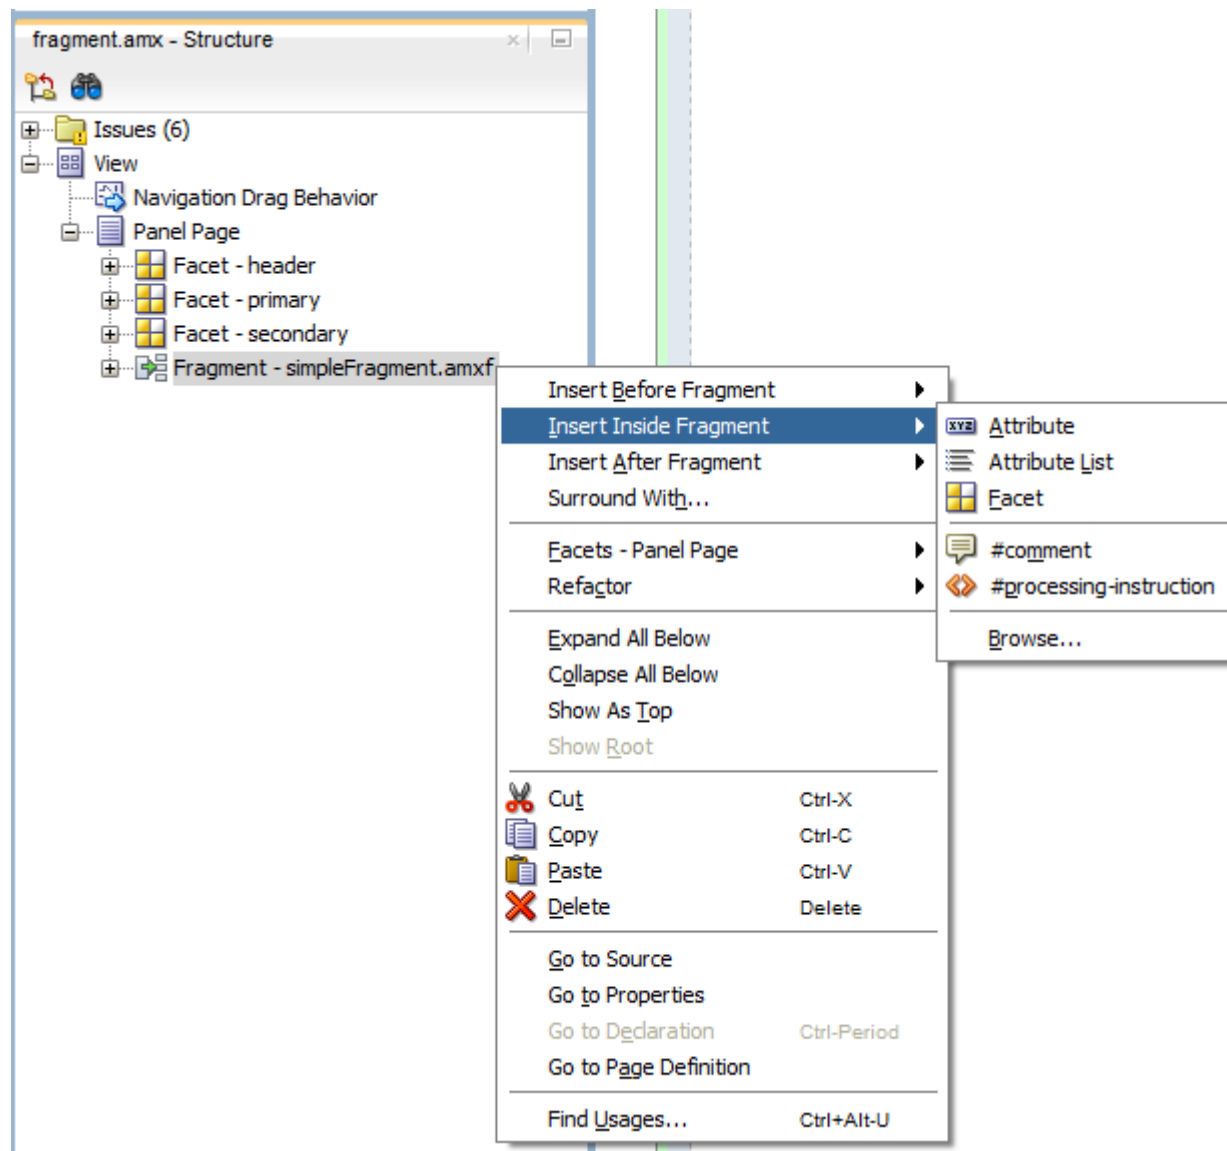 fragment.amx - Structure
Issues (6)
View
Navigation Drag Behavior
Panel Page
Facet - header
Facet - primary
Facet - secondary
Fragment - simpleFragment.amxf
Insert Before Fragment
Insert Inside Fragment
Insert After Fragment
Surround With...
Facets - Panel Page
Refactor
Expand All Below
Collapse All Below
Show As Top
Show Root
Cut Ctrl-X
Copy Ctrl-C
Paste Ctrl-V
Delete Delete
Go to Source
Go to Properties
Go to Declaration Ctrl-Period
Go to Page Definition
Find Usages... Ctrl+Alt-U
XYZ Attribute
Attribute List
Facet
#comment
#processing-instruction
Browse...